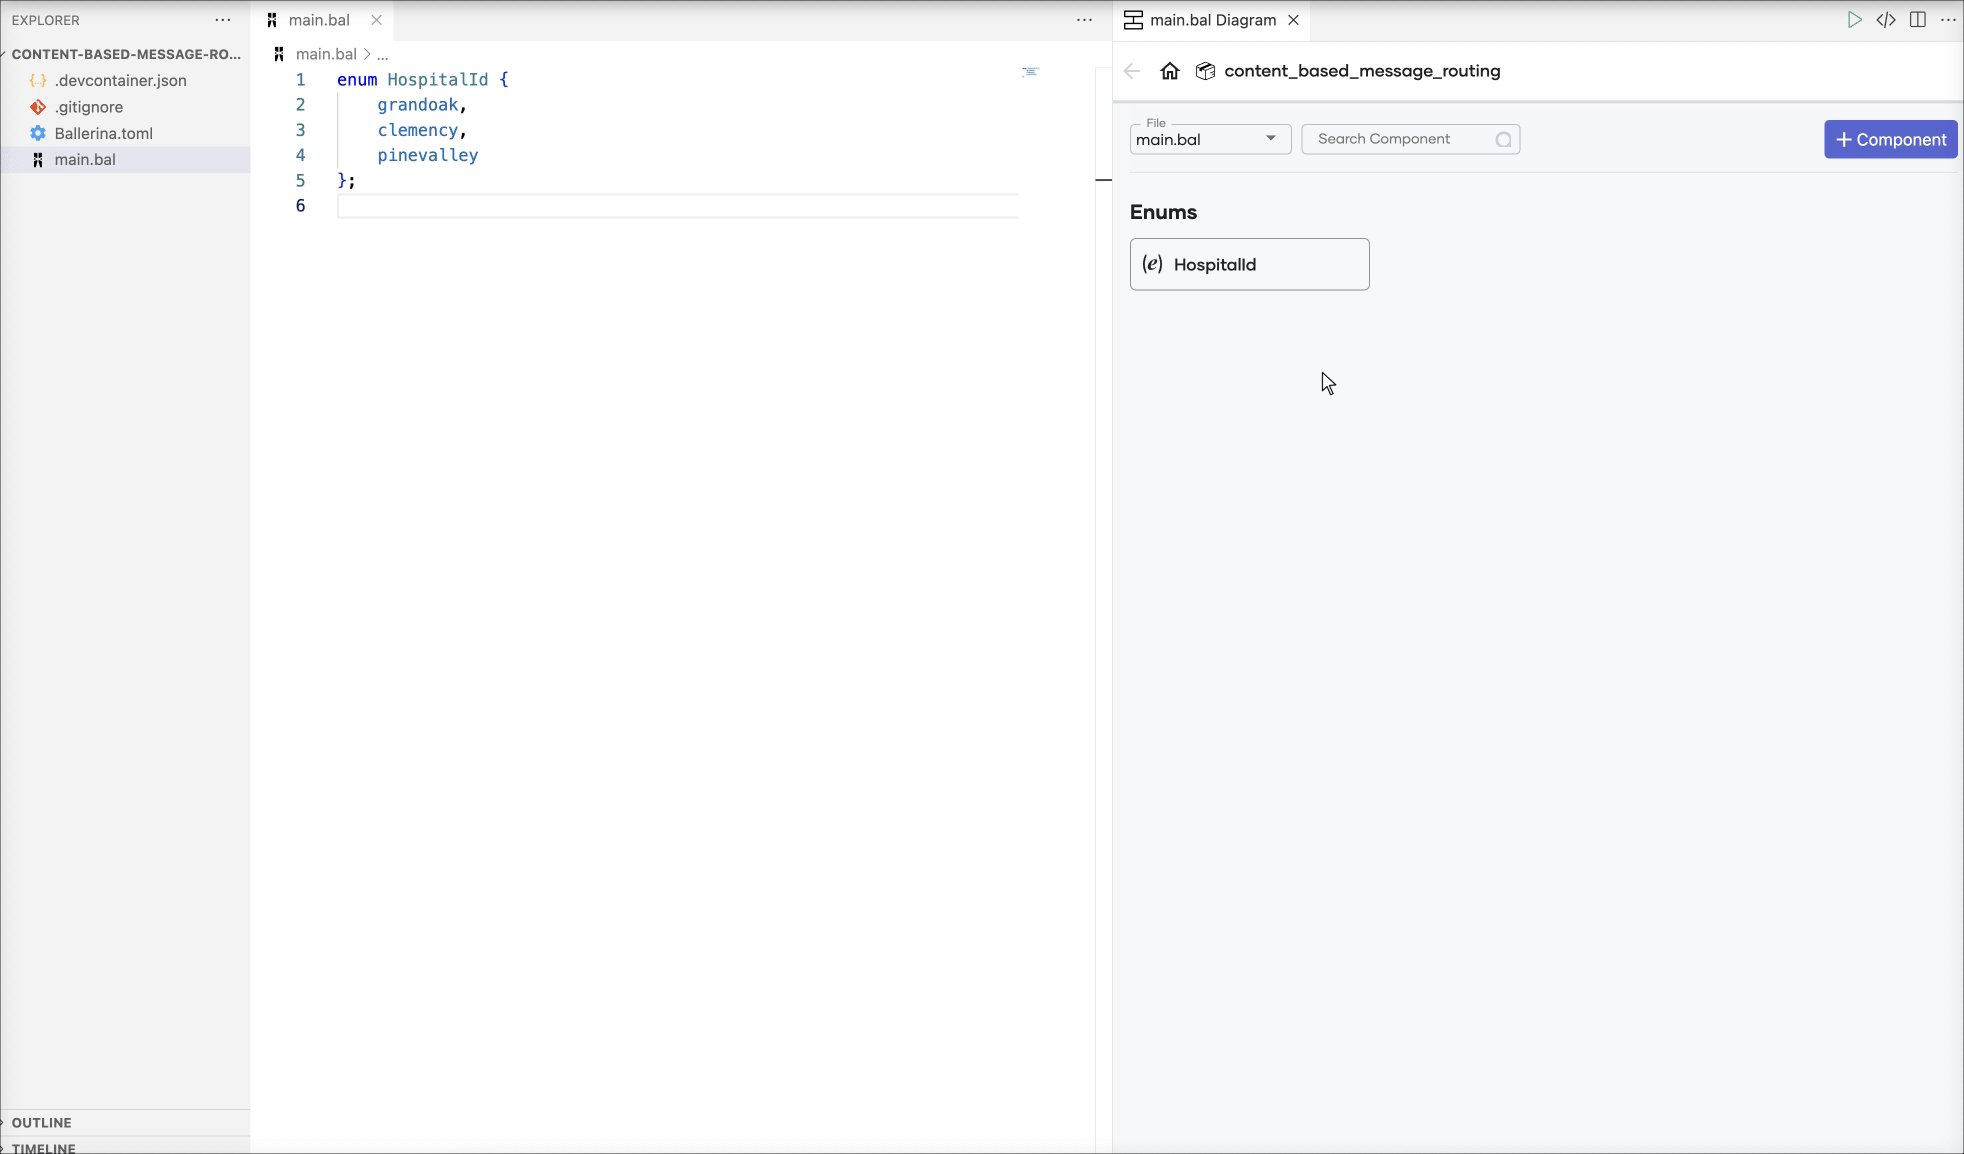 EXPLORER
CONTENT-BASED-MESSAGE-RO...
.devcontainer.json
.gitignore
Ballerina.toml
main.bal
OUTLINE
TIMELINE
main.bal
main.bal > ...
1 enum HospitalId {
2 grandoak,
3 clemency,
4 pinevalley
5 };
6
main.bal Diagram
content_based_message_routing
File
main.bal
Search Component
+ Component
Enums
(e) HospitalId